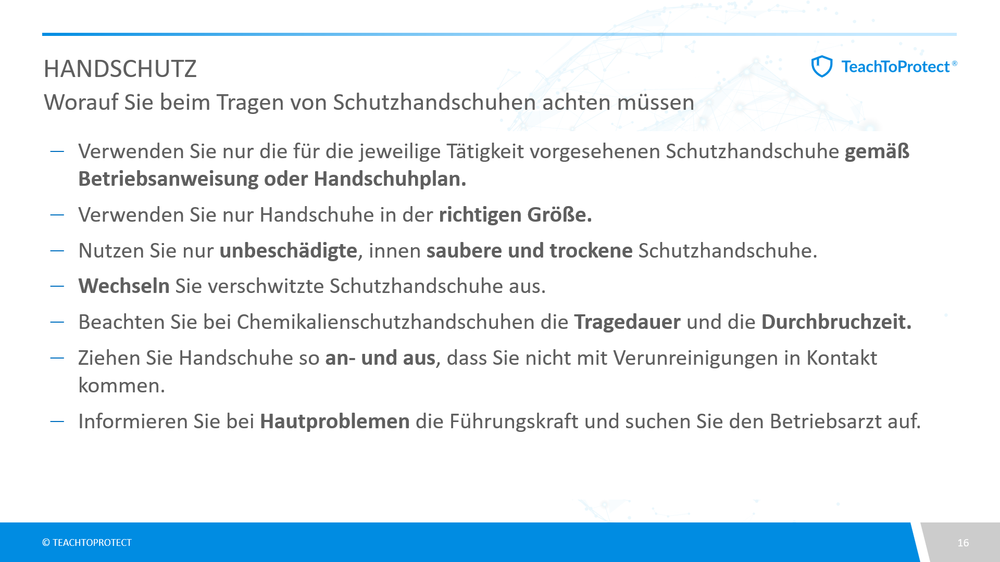 HANDSCHUTZ
TeachToProtect®
Worauf Sie beim Tragen von Schutzhandschuhen achten müssen
— Verwenden Sie nur die für die jeweilige Tätigkeit vorgesehenen Schutzhandschuhe gemäß
Betriebsanweisung oder Handschuhplan.
— Verwenden Sie nur Handschuhe in der richtigen Größe.
— Nutzen Sie nur unbeschädigte, innen saubere und trockene Schutzhandschuhe.
— Wechseln Sie verschwitzte Schutzhandschuhe aus.
— Beachten Sie bei Chemikalienschutzhandschuhen die Tragedauer und die Durchbruchzeit.
— Ziehen Sie Handschuhe so an- und aus, dass Sie nicht mit Verunreinigungen in Kontakt
kommen.
— Informieren Sie bei Hautproblemen die Führungskraft und suchen Sie den Betriebsarzt auf.
© TEACHTOPROTECT
16